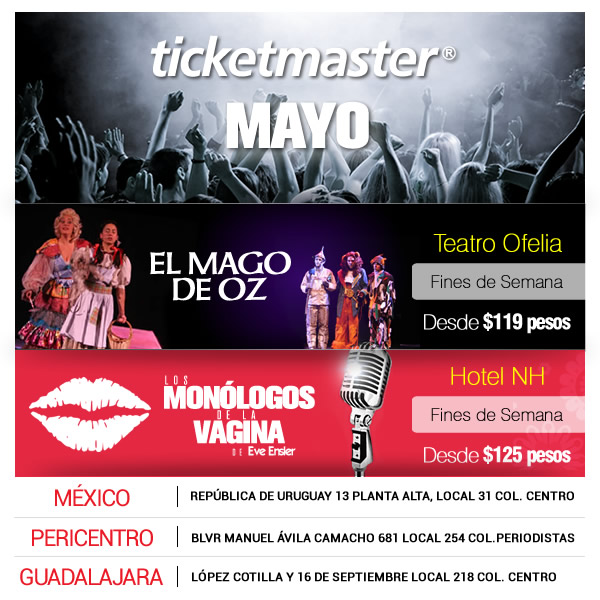 ticketmaster®
MAYO
EL MAGO
DE OZ
Teatro Ofelia
Fines de Semana
Desde $119 pesos
LOS
MONÓLOGOS
DE LA
VAGINA
DE Eve Ensler
Hotel NH
Fines de Semana
Desde $125 pesos
MÉXICO
REPÚBLICA DE URUGUAY 13 PLANTA ALTA, LOCAL 31 COL. CENTRO
PERICENTRO
BLVR MANUEL ÁVILA CAMACHO 681 LOCAL 254 COL.PERIODISTAS
GUADALAJARA
LÓPEZ COTILLA Y 16 DE SEPTIEMBRE LOCAL 218 COL. CENTRO